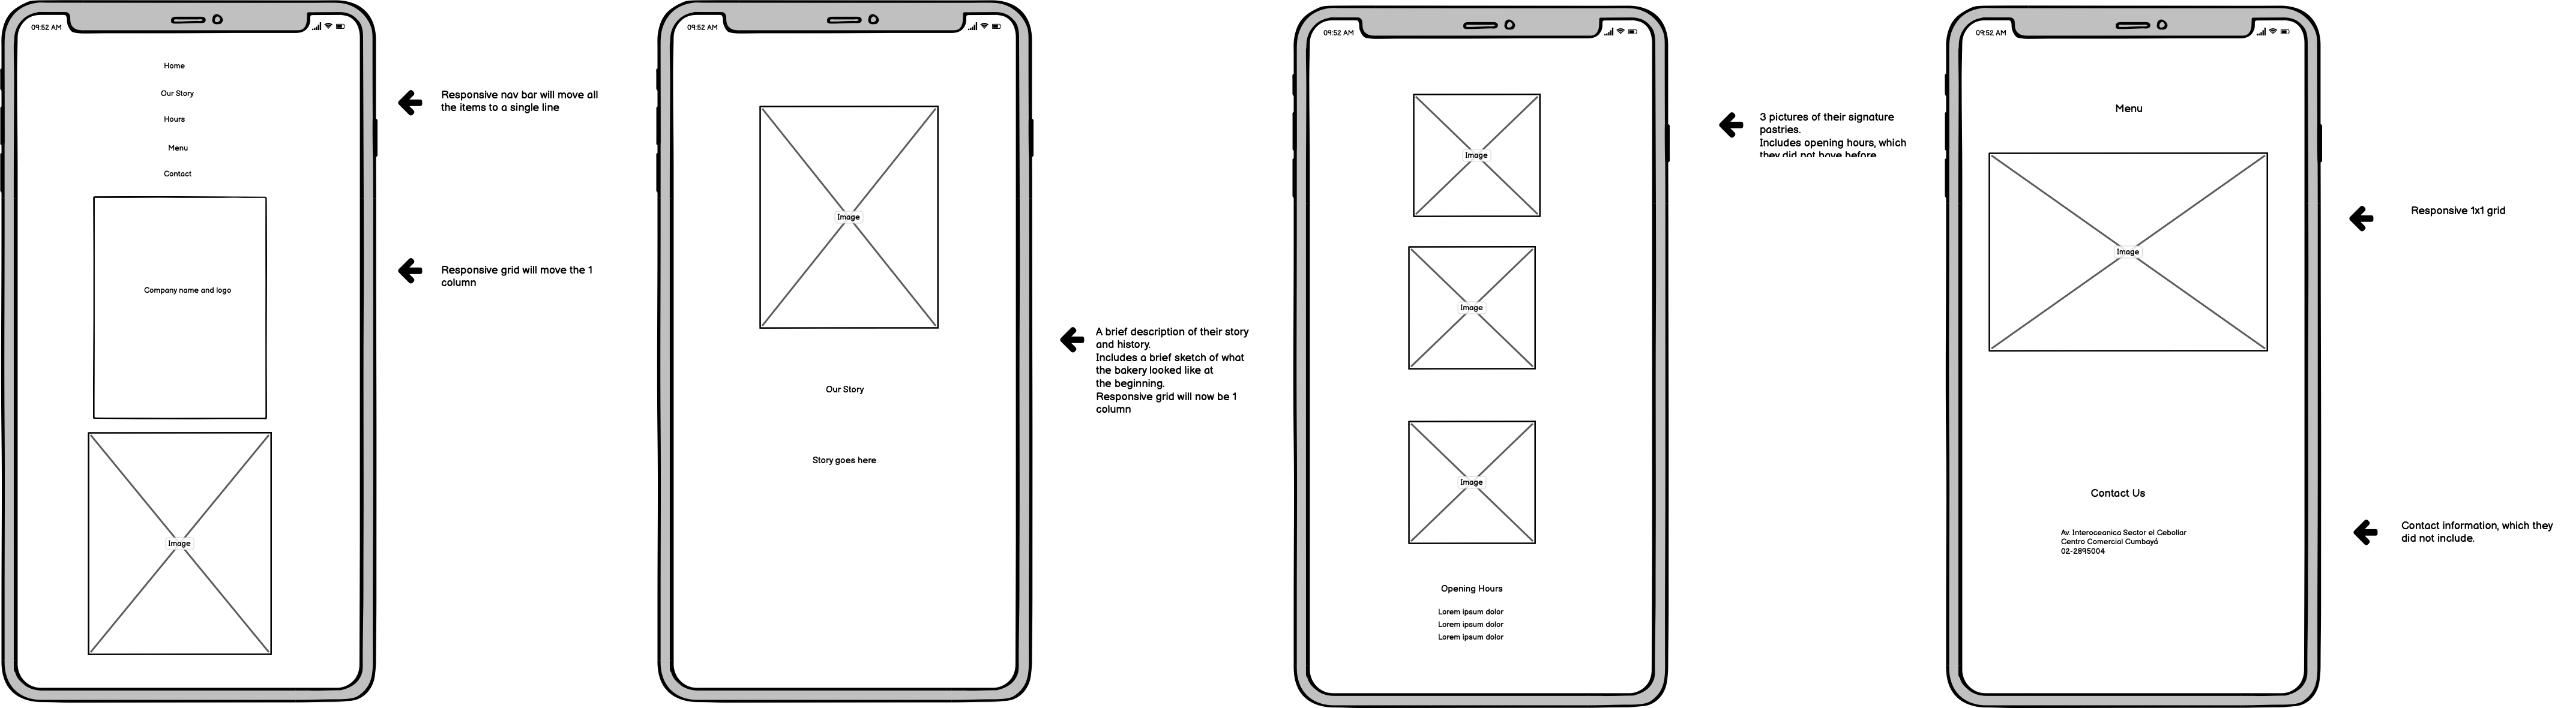 09:52 AM
Home
Our Story
Hours
Menu
Contact
Company name and logo
Image
Responsive nav bar will move all
the items to a single line
Responsive grid will move the 1
column
09:52 AM
Image
Our Story
Story goes here
A brief description of their story
and history.
Includes a brief sketch of what
the bakery looked like at
the beginning.
Responsive grid will now be 1
column
09:52 AM
Image
Image
Image
Opening Hours
Lorem ipsum dolor
Lorem ipsum dolor
Lorem ipsum dolor
3 pictures of their signature
pastries.
Includes opening hours, which
they did not have before
09:52 AM
Menu
Image
Contact Us
Av. Interoceanica Sector el Cebollar
Centro Comercial Cumbayá
02-2895004
Responsive 1x1 grid
Contact information, which they
did not include.